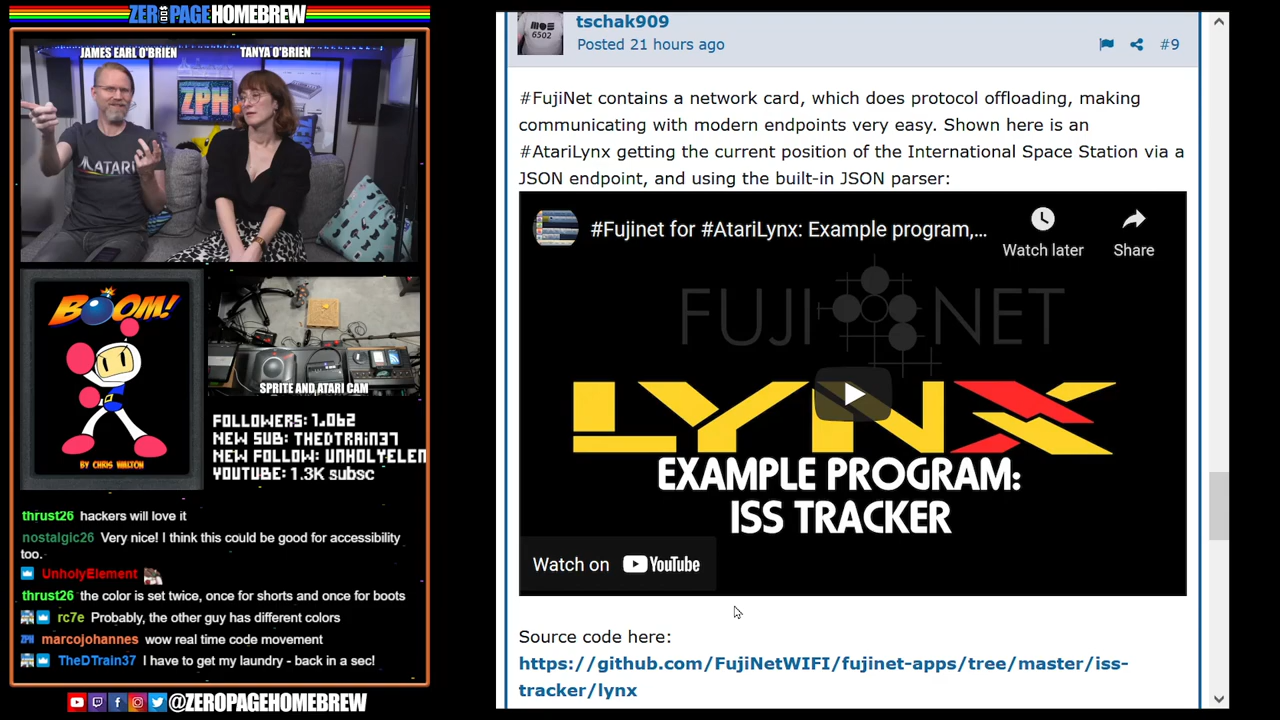 ZEROPAGEHOMEBREW
JAMES EARL O'BRIEN
TANYA O'BRIEN
ATARI
ZPH
BOOM!
BY CHRIS WALTON
SPRITE AND ATARI CAM
FOLLOWERS: 1,062
NEW SUB: THEDTRAIN37
NEW FOLLOW: UNHOLYELEM
YOUTUBE: 1.3K subsc
thrust26 hackers will love it
nostalgic26 Very nice! I think this could be good for accessibility
too.
UnholyElement
thrust26 the color is set twice, once for shorts and once for boots
rc7e Probably, the other guy has different colors
ZPH marcojohannes wow real time code movement
TheDTrain37 I have to get my laundry - back in a sec!
@ZEROPAGEHOMEBREW
MOS
6502
tschak909
Posted 21 hours ago
#9
#FujiNet contains a network card, which does protocol offloading, making
communicating with modern endpoints very easy. Shown here is an
#AtariLynx getting the current position of the International Space Station via a
JSON endpoint, and using the built-in JSON parser:
#Fujinet for #AtariLynx: Example program,...
Watch later
Share
FUJI NET
LYNX
EXAMPLE PROGRAM:
ISS TRACKER
Watch on YouTube
Source code here:
https://github.com/FujiNetWIFI/fujinet-apps/tree/master/iss-
tracker/lynx